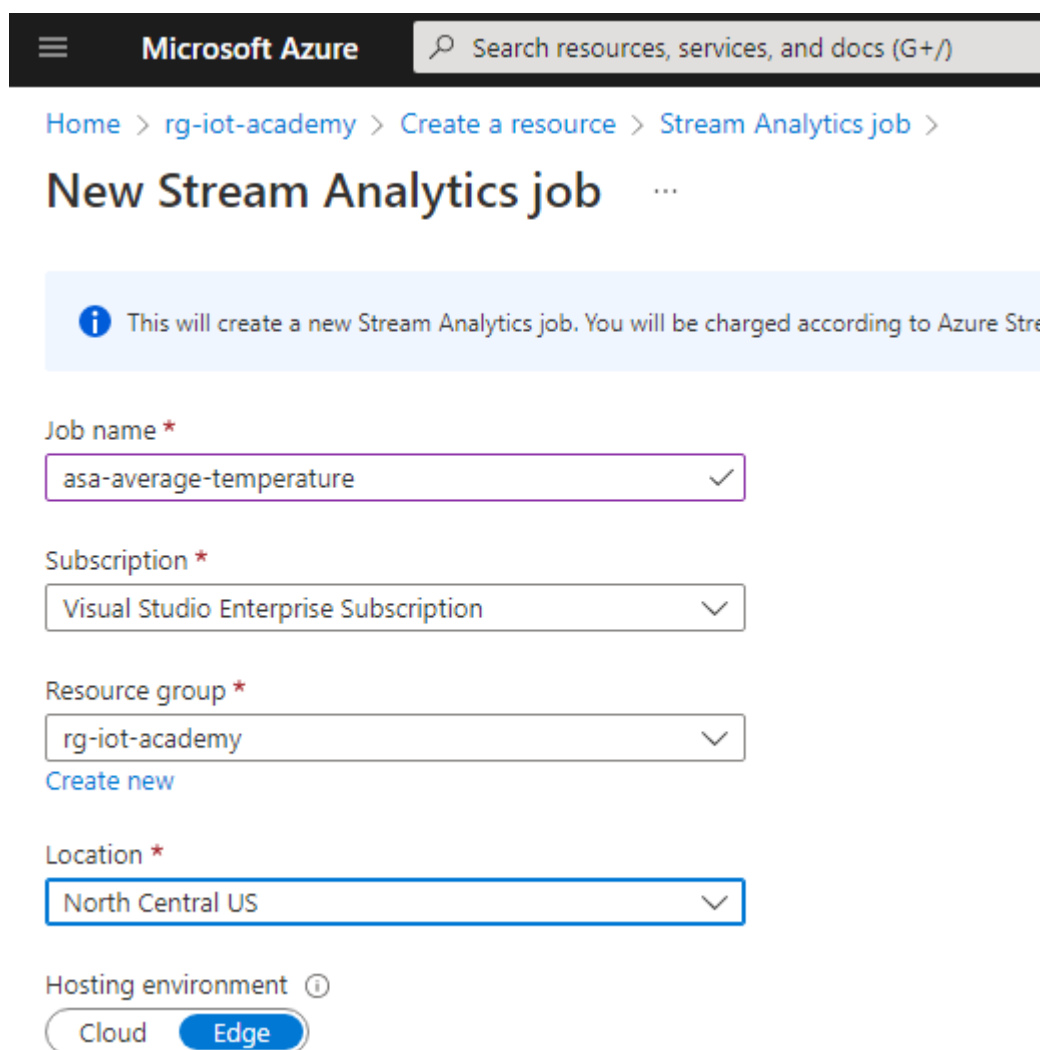 Microsoft Azure Search resources, services, and docs (G+/)
Home > rg-iot-academy > Create a resource > Stream Analytics job >
New Stream Analytics job ...
This will create a new Stream Analytics job. You will be charged according to Azure Stre
Job name *
asa-average-temperature
Subscription *
Visual Studio Enterprise Subscription
Resource group *
rg-iot-academy
Create new
Location *
North Central US
Hosting environment
Cloud Edge